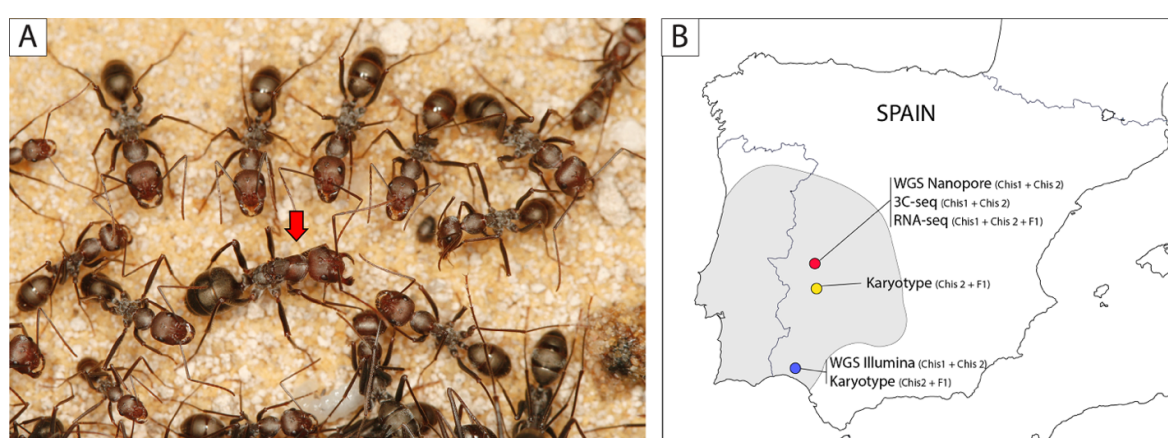 A
B
SPAIN
WGS Nanopore (Chis1 + Chis 2)
3C-seq (Chis1 + Chis 2)
RNA-seq (Chis1 + Chis 2 + F1)
Karyotype (Chis 2 + F1)
WGS Illumina (Chis1 + Chis 2)
Karyotype (Chis2 + F1)